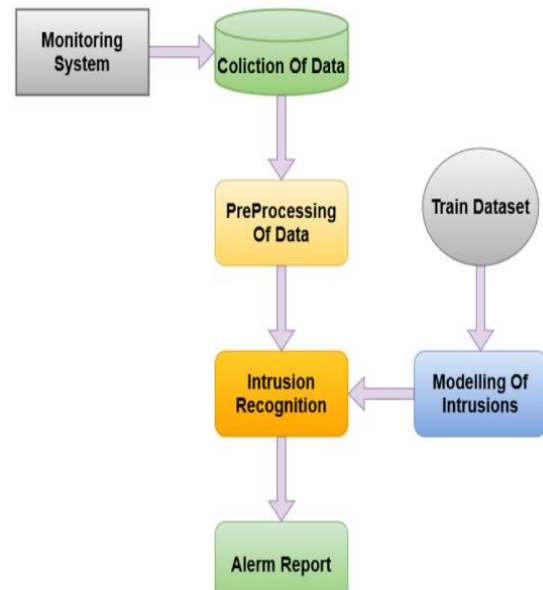 Monitoring
System
Coliction Of Data
PreProcessing
Of Data
Train Dataset
Intrusion
Recognition
Modelling Of
Intrusions
Alerm Report